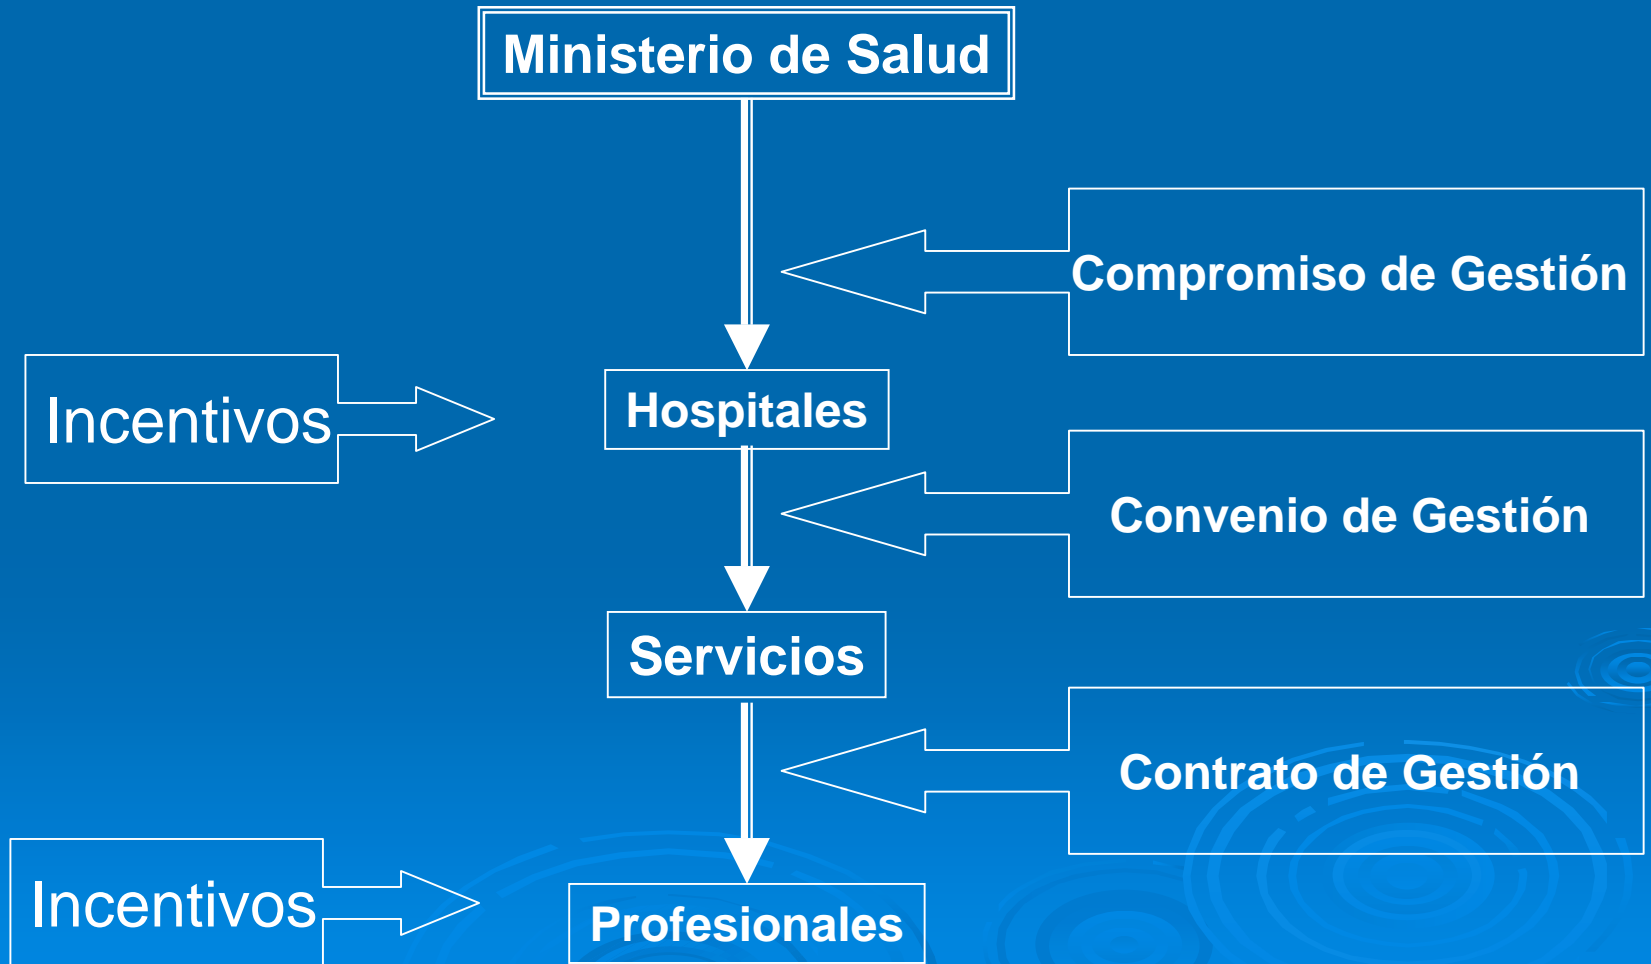 Ministerio de Salud
Compromiso de Gestión
Incentivos
Hospitales
Convenio de Gestión
Servicios
Contrato de Gestión
Incentivos
Profesionales